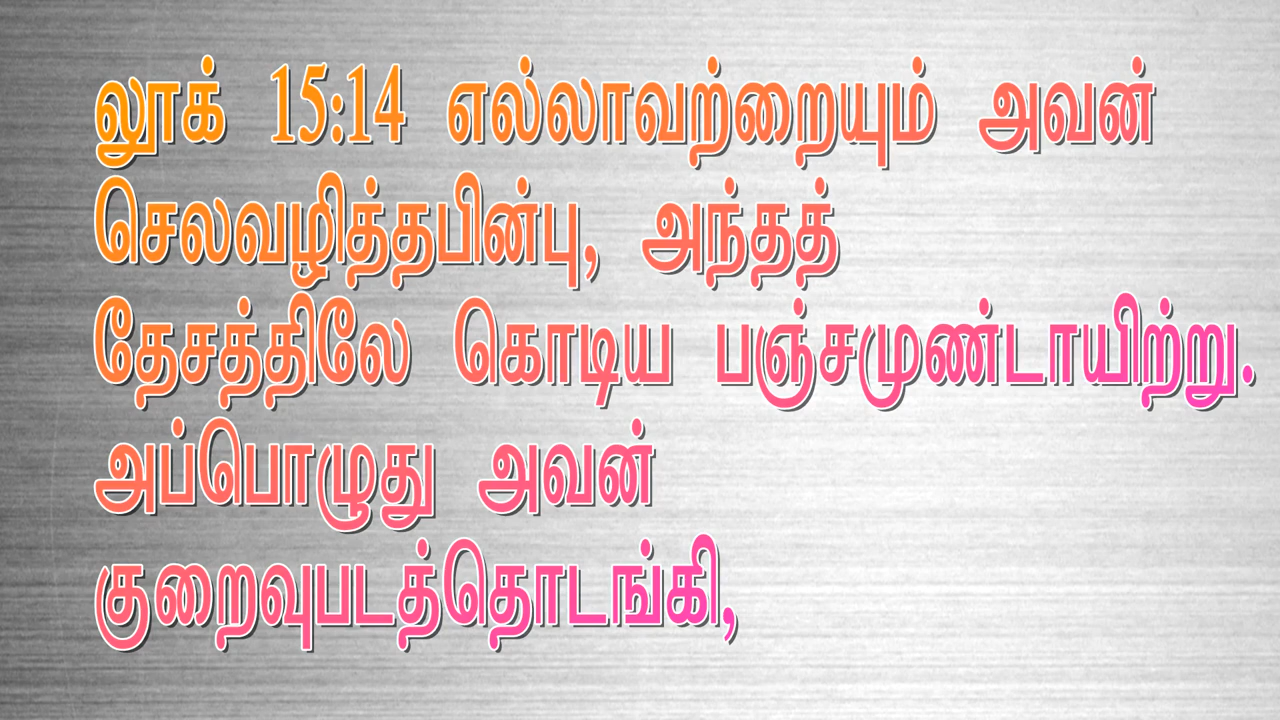 லூக் 15:14 எல்லாவற்றையும் அவன்
செலவழித்தபின்பு, அந்தத்
தேசத்திலே கொடிய பஞ்சமுண்டாயிற்று.
அப்பொழுது அவன்
குறைவுபடத்தொடங்கி,